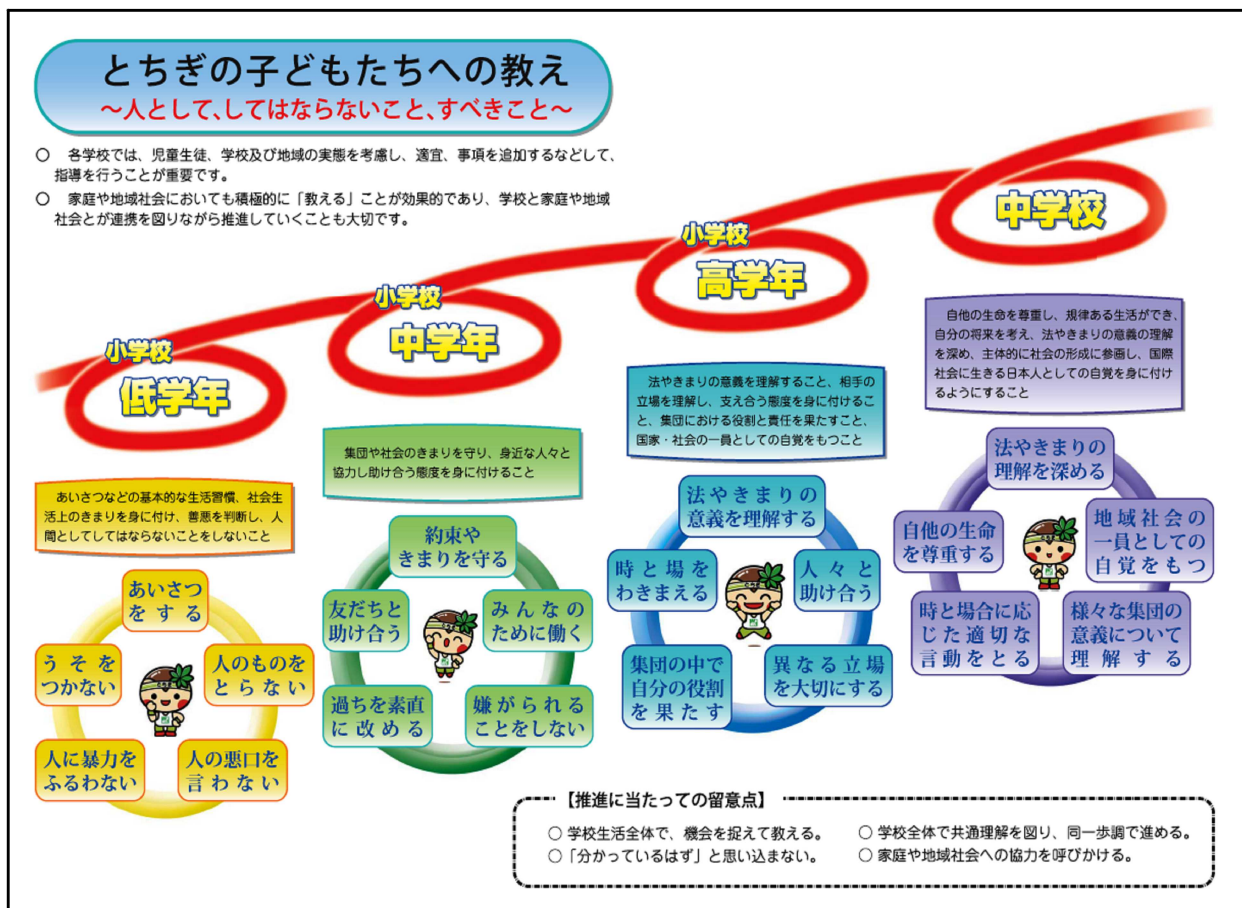 とちぎの子どもたちへの教え
～人として、してはならないこと、すべきこと～
○ 各学校では、児童生徒、学校及び地域の実態を考慮し、適宜、事項を追加するなどして、
指導を行うことが重要です。
○ 家庭や地域社会においても積極的に「教える」ことが効果的であり、学校と家庭や地域
社会とが連携を図りながら推進していくことも大切です。
小学校
低学年
あいさつなどの基本的な生活習慣、社会生
活上のきまりを身に付け、善悪を判断し、人
間としてしてはならないことをしないこと
あいさつ
をする
うそを
つかない
人のものを
とらない
人に暴力を
ふるわない
人の悪口を
言わない
小学校
中学年
集団や社会のきまりを守り、身近な人々と
協力し助け合う態度を身に付けること
約束や
きまりを守る
友だちと
助け合う
みんなの
ために働く
過ちを素直
に改める
嫌がられる
ことをしない
小学校
高学年
法やきまりの意義を理解すること、相手の
立場を理解し、支え合う態度を身に付けるこ
と、集団における役割と責任を果たすこと、
国家・社会の一員としての自覚をもつこと
法やきまりの
意義を理解する
時と場を
わきまえる
人々と
助け合う
集団の中で
自分の役割
を果たす
異なる立場
を大切にする
中学校
自他の生命を尊重し、規律ある生活ができ、
自分の将来を考え、法やきまりの意義の理解
を深め、主体的に社会の形成に参画し、国際
社会に生きる日本人としての自覚を身に付け
るようにすること
法やきまりの
理解を深める
自他の生命
を尊重する
地域社会の
一員としての
自覚をもつ
時と場合に応
じた適切な
言動をとる
様々な集団の
意義について
理解する
【推進に当たっての留意点】
○ 学校生活全体で、機会を捉えて教える。
○ 「分かっているはず」と思い込まない。
○ 学校全体で共通理解を図り、同一歩調で進める。
○ 家庭や地域社会への協力を呼びかける。